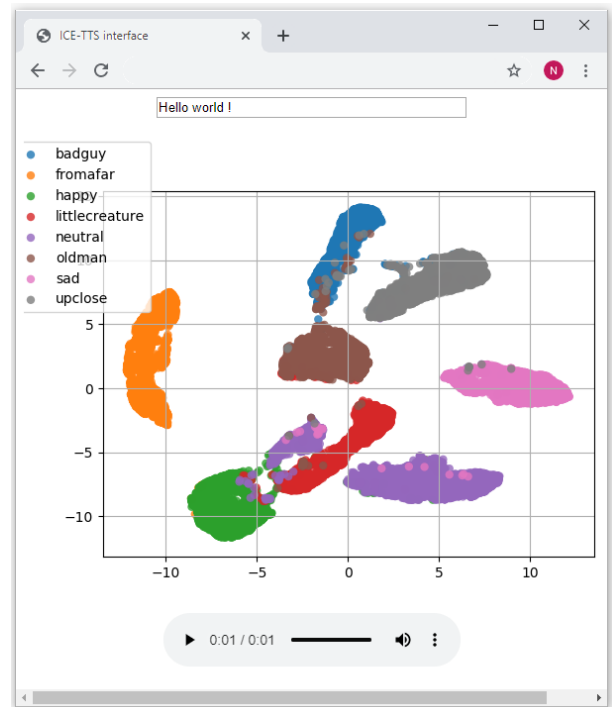 ICE-TTS interface
N
Hello world !
badguy
fromafar
happy
littlecreature
neutral
oldman
sad
upclose
5
0
−5
−10
−10
−5
0
5
10
0:01 / 0:01